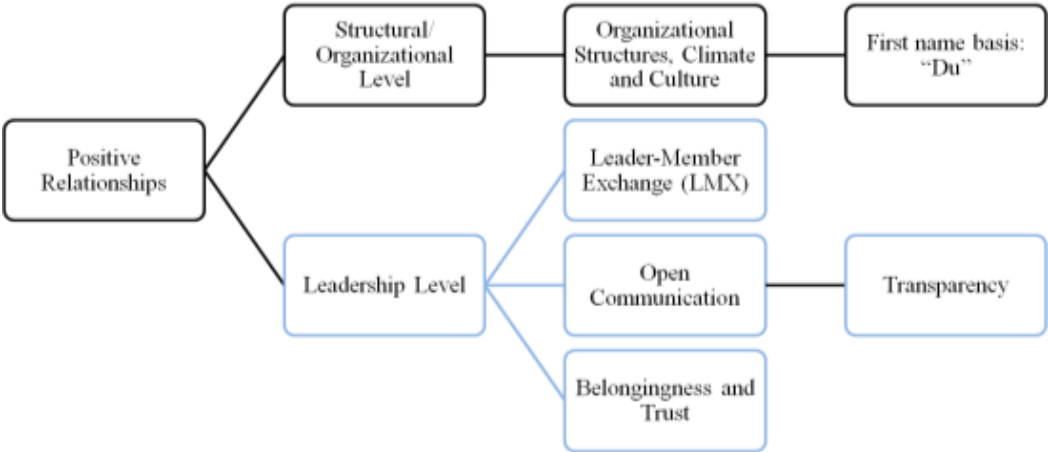 Structural/
Organizational
Level
Organizational
Structures, Climate
and Culture
First name basis:
“Du”
Positive
Relationships
Leader-Member
Exchange (LMX)
Leadership Level
Open
Communication
Transparency
Belongingness and
Trust